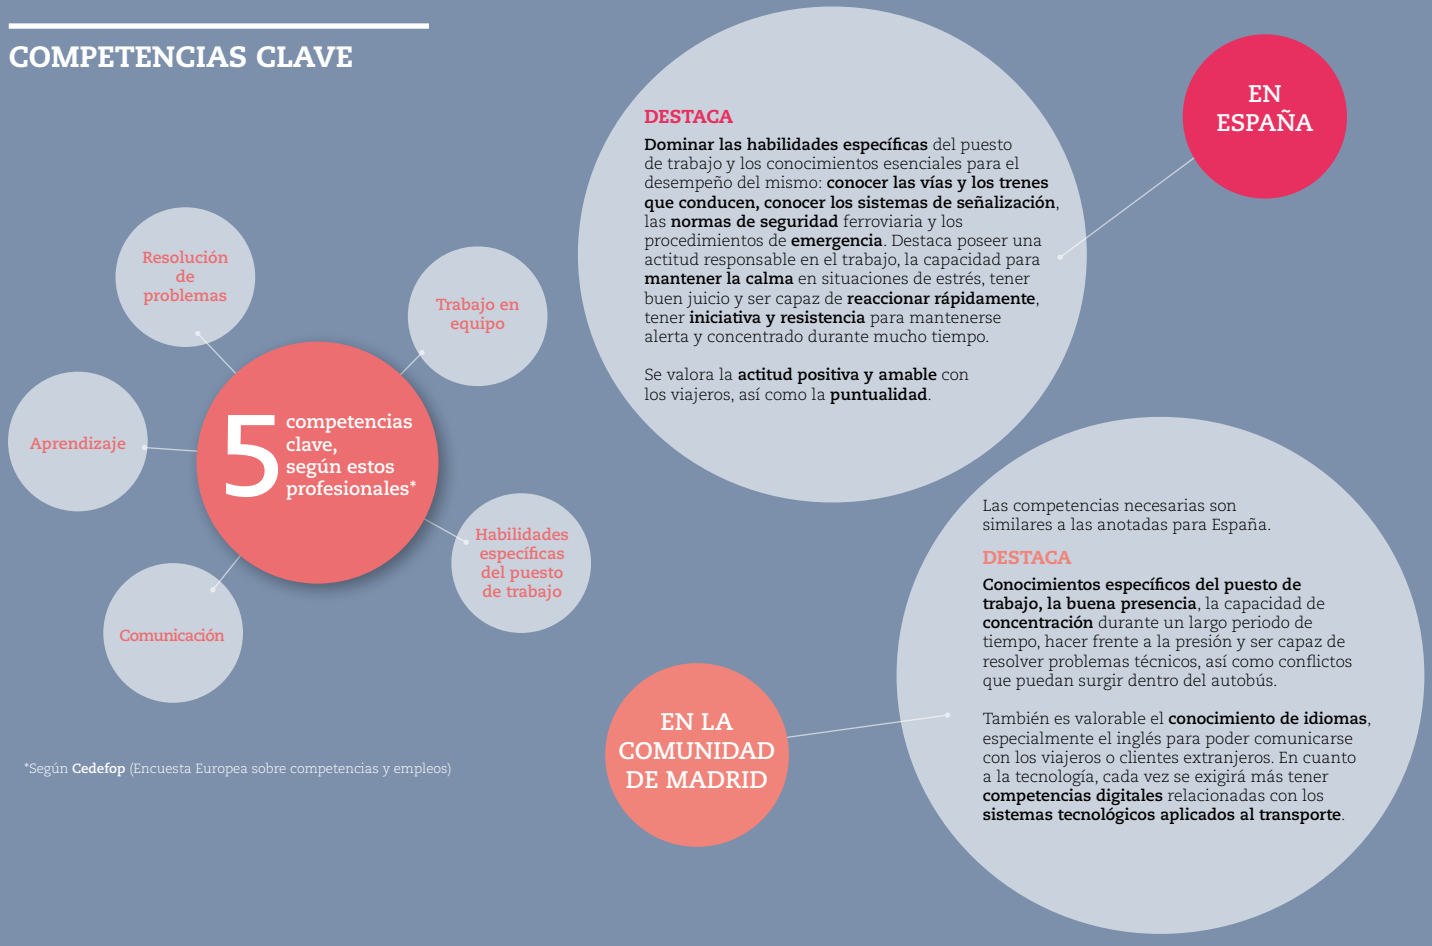 COMPETENCIAS CLAVE
Resolución
de
problemas
Trabajo en
equipo
Aprendizaje
5 competencias
clave,
según estos
profesionales*
Habilidades
específicas
del puesto
de trabajo
Comunicación
*Según Cedefop (Encuesta Europea sobre competencias y empleos)
EN
ESPAÑA
DESTACA
Dominar las habilidades específicas del puesto
de trabajo y los conocimientos esenciales para el
desempeño del mismo: conocer las vías y los trenes
que conducen, conocer los sistemas de señalización,
las normas de seguridad ferroviaria y los
procedimientos de emergencia. Destaca poseer una
actitud responsable en el trabajo, la capacidad para
mantener la calma en situaciones de estrés, tener
buen juicio y ser capaz de reaccionar rápidamente,
tener iniciativa y resistencia para mantenerse
alerta y concentrado durante mucho tiempo.
Se valora la actitud positiva y amable con
los viajeros, así como la puntualidad.
EN LA
COMUNIDAD
DE MADRID
Las competencias necesarias son
similares a las anotadas para España.
DESTACA
Conocimientos específicos del puesto de
trabajo, la buena presencia, la capacidad de
concentración durante un largo periodo de
tiempo, hacer frente a la presión y ser capaz de
resolver problemas técnicos, así como conflictos
que puedan surgir dentro del autobús.
También es valorable el conocimiento de idiomas,
especialmente el inglés para poder comunicarse
con los viajeros o clientes extranjeros. En cuanto
a la tecnología, cada vez se exigirá más tener
competencias digitales relacionadas con los
sistemas tecnológicos aplicados al transporte.